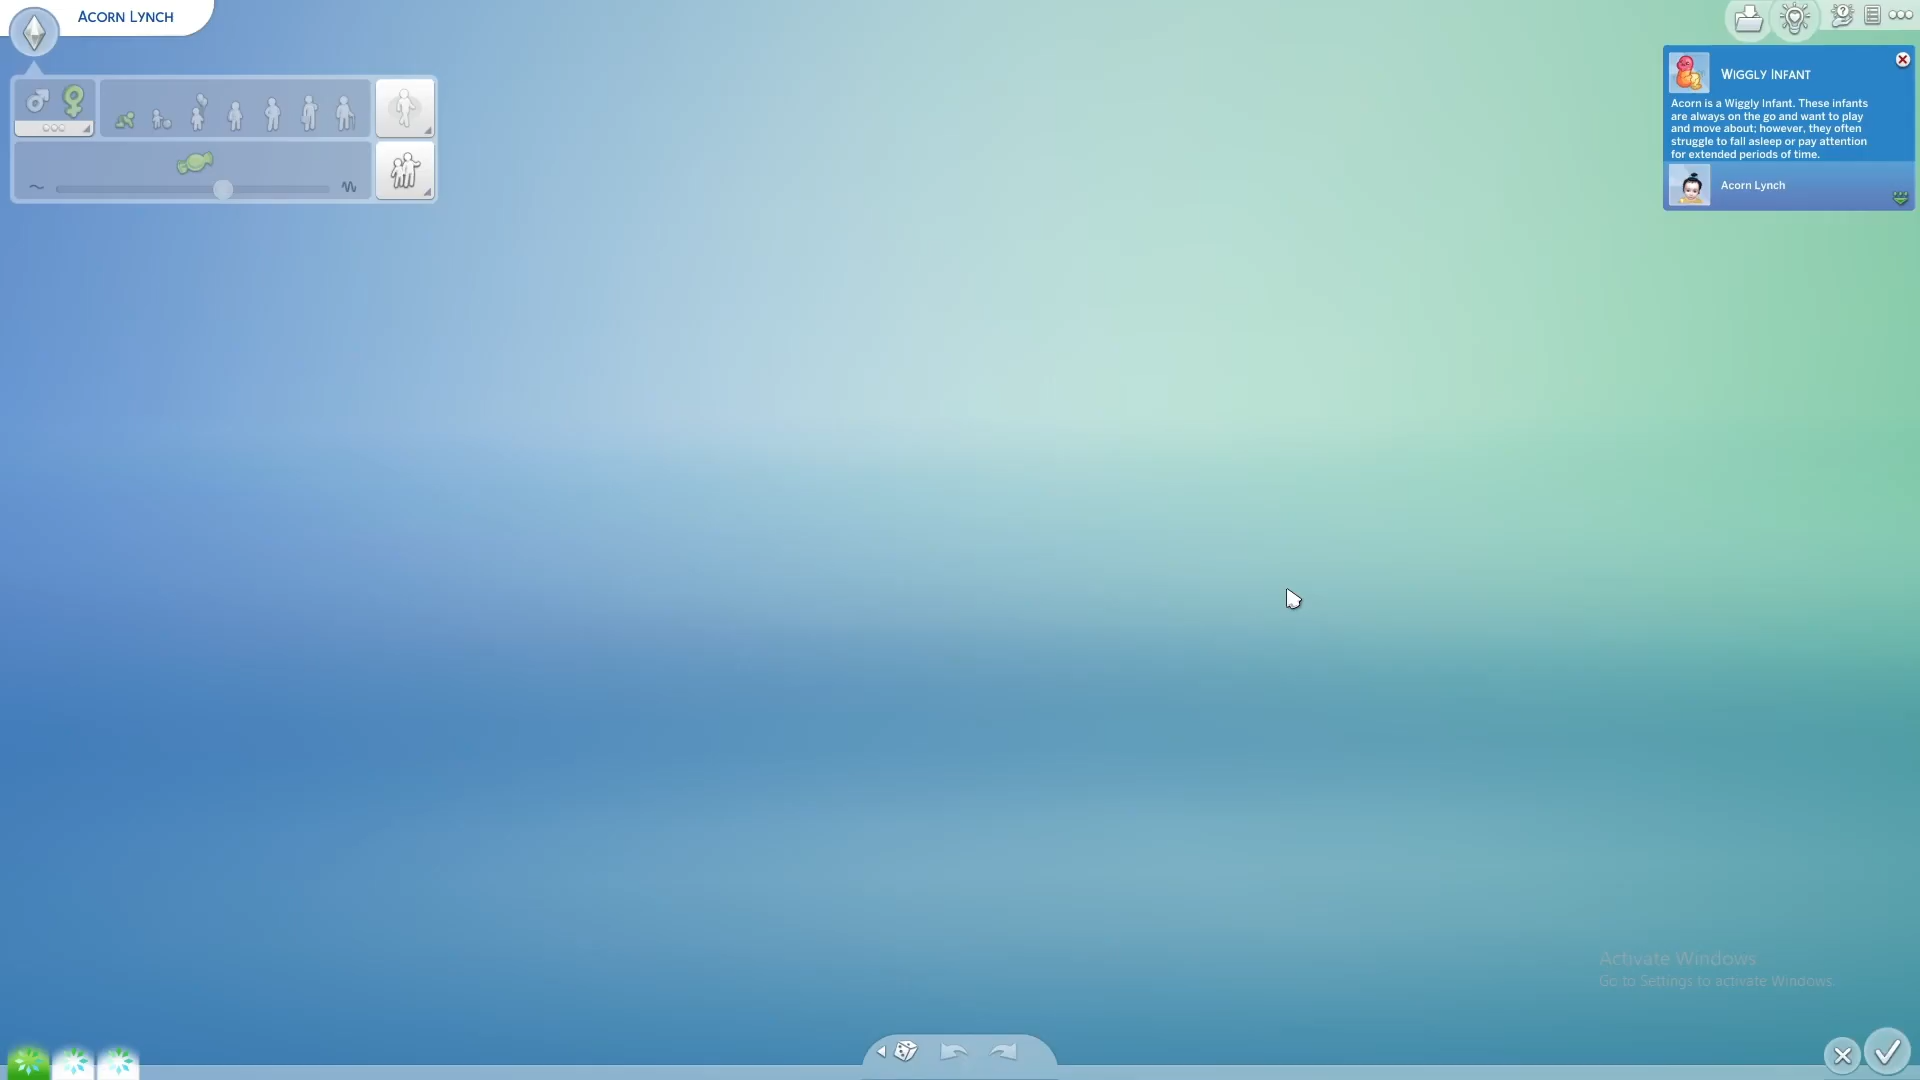 Acorn Lynch
Wiggly Infant
Acorn is a Wiggly Infant. These infants
are always on the go and want to play
and move about; however, they often
struggle to fall asleep or pay attention
for extended periods of time.
Acorn Lynch
Activate Windows
Go to Settings to activate Windows.